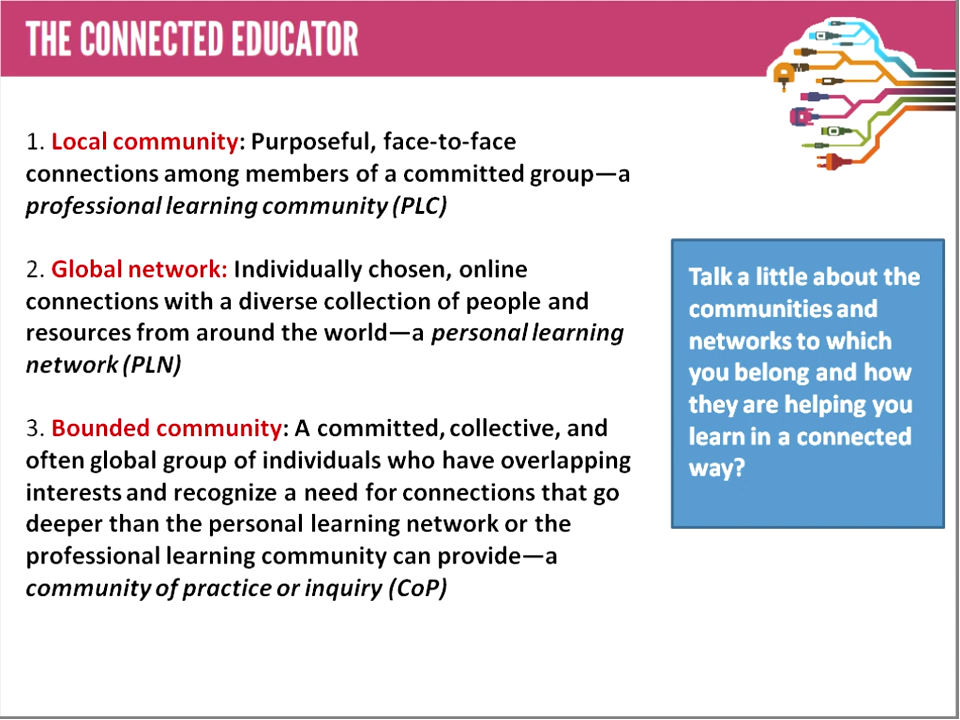 THE CONNECTED EDUCATOR
1. Local community: Purposeful, face-to-face
connections among members of a committed group—a
professional learning community (PLC)
2. Global network: Individually chosen, online
connections with a diverse collection of people and
resources from around the world—a personal learning
network (PLN)
3. Bounded community: A committed, collective, and
often global group of individuals who have overlapping
interests and recognize a need for connections that go
deeper than the personal learning network or the
professional learning community can provide—a
community of practice or inquiry (CoP)
Talk a little about the
communities and
networks to which
you belong and how
they are helping you
learn in a connected
way?